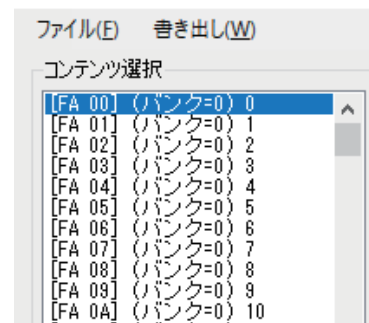 ファイル(F) 書き出し(W)
コンテンツ選択
[FA 00] (バンク=0) 0
[FA 01] (バンク=0) 1
[FA 02] (バンク=0) 2
[FA 03] (バンク=0) 3
[FA 04] (バンク=0) 4
[FA 05] (バンク=0) 5
[FA 06] (バンク=0) 6
[FA 07] (バンク=0) 7
[FA 08] (バンク=0) 8
[FA 09] (バンク=0) 9
[FA 0A] (バンク=0) 10